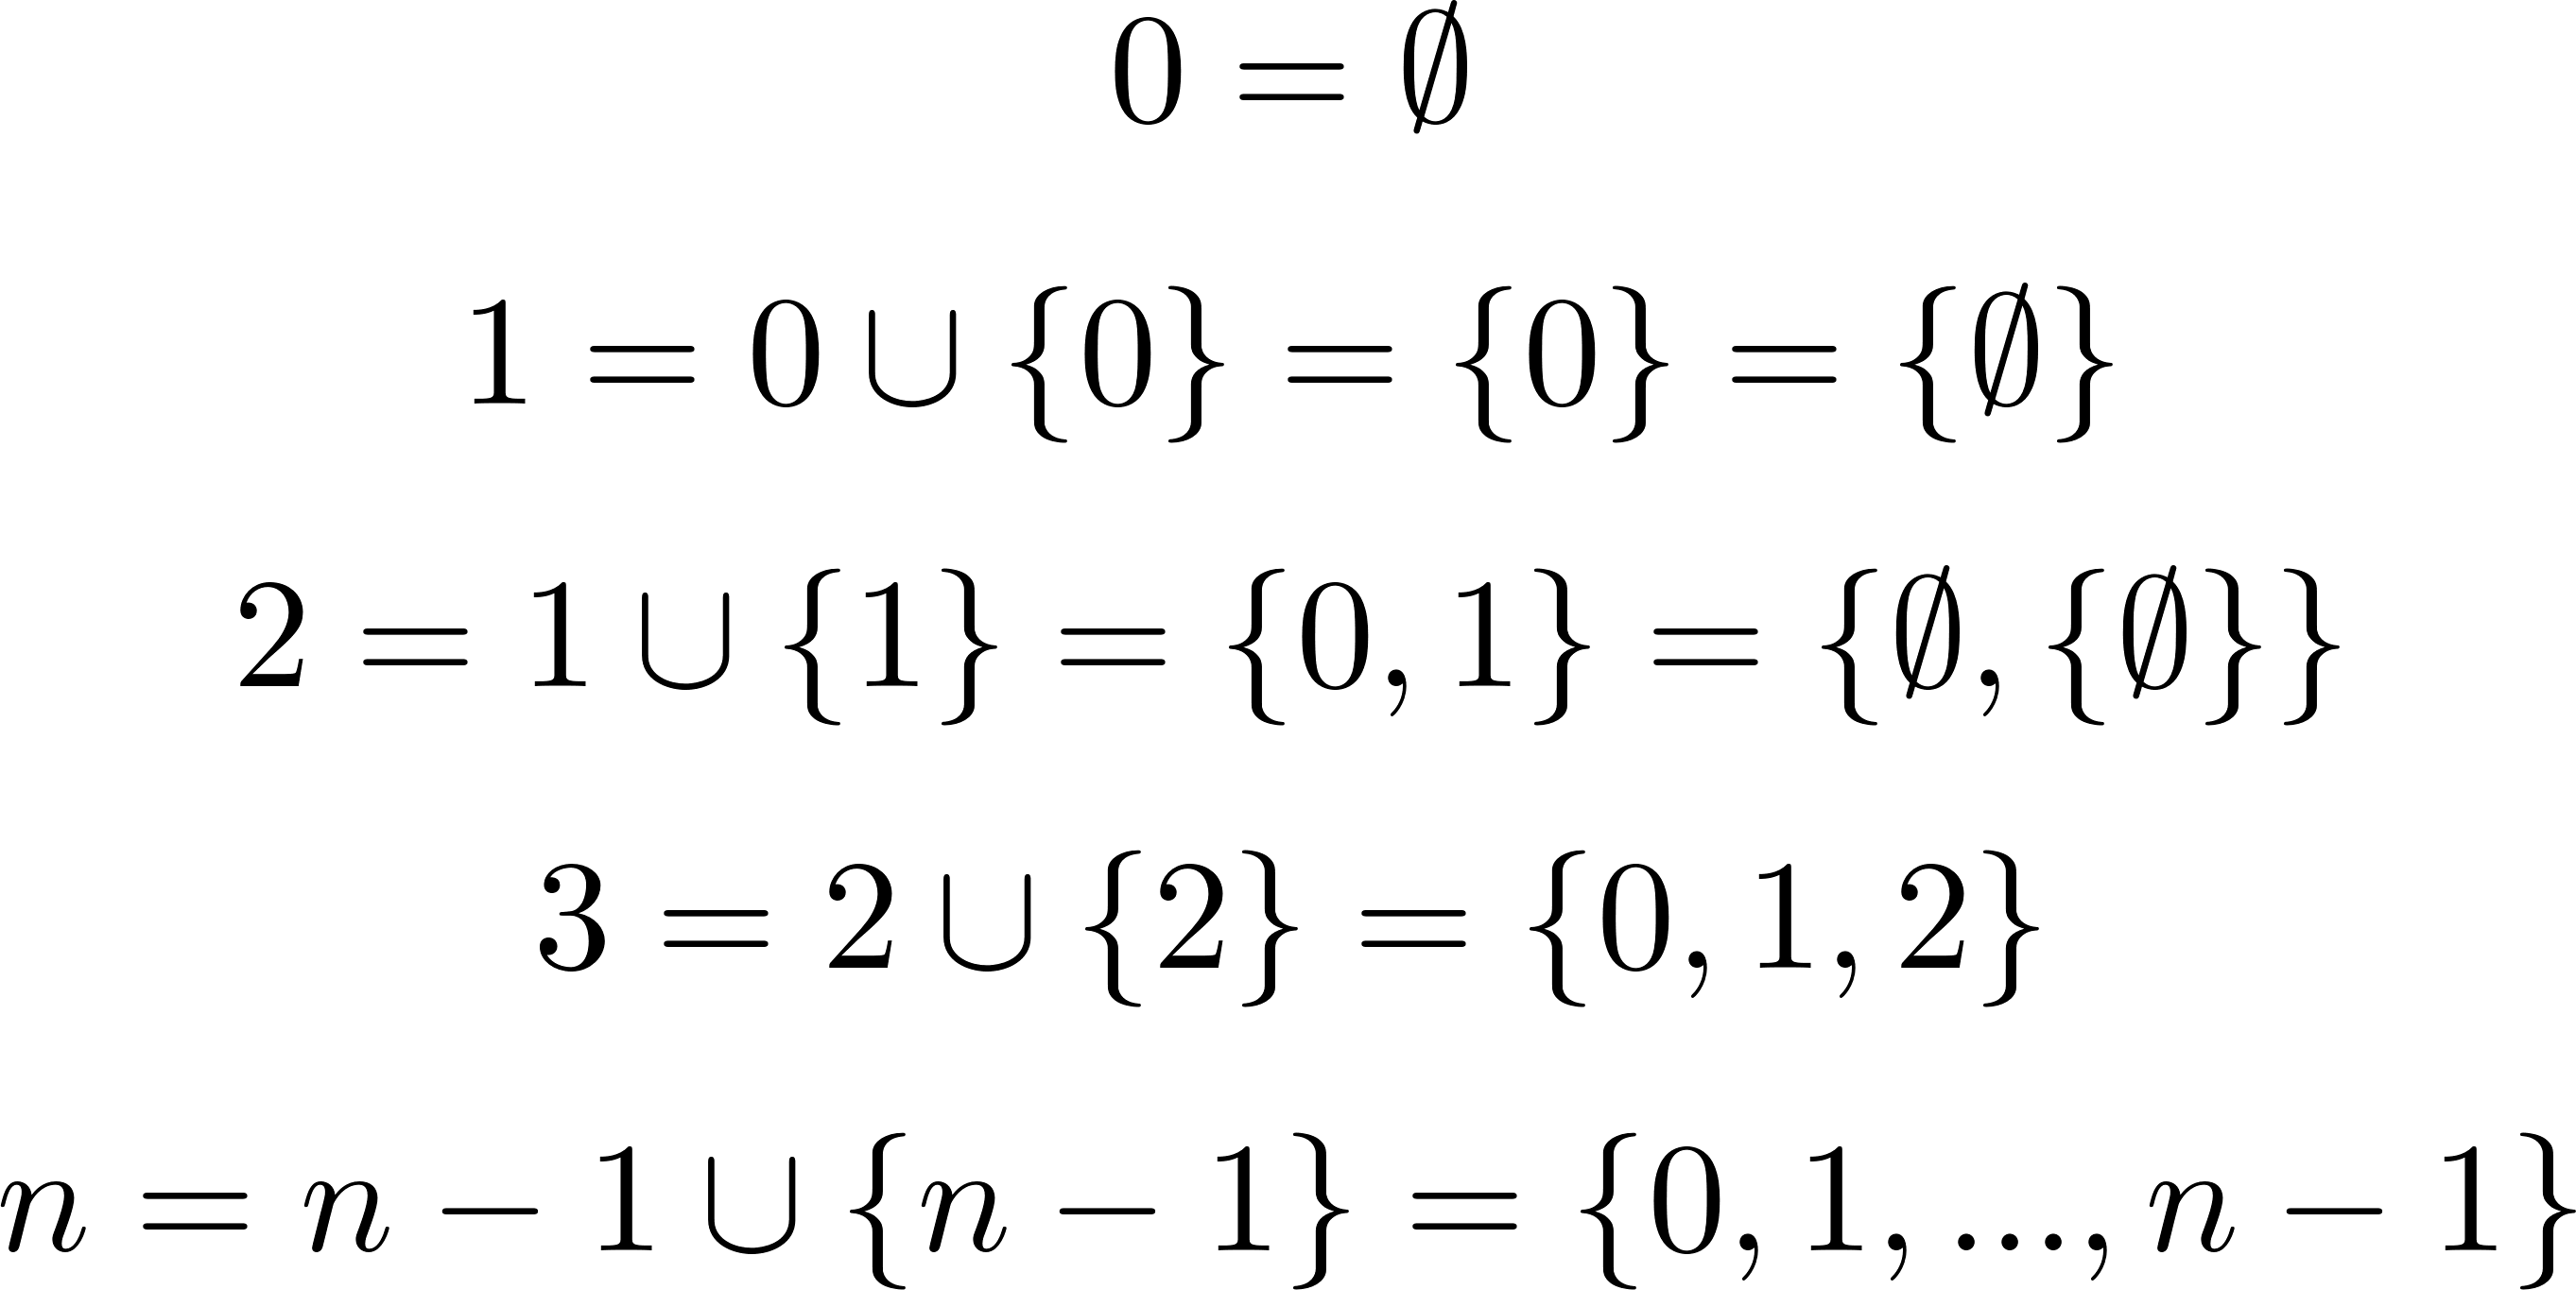 0 = ∅
1 = 0 ∪ {0} = {0} = {∅}
2 = 1 ∪ {1} = {0, 1} = {∅, {∅}}
3 = 2 ∪ {2} = {0, 1, 2}
n = n − 1 ∪ {n − 1} = {0, 1, ..., n − 1}